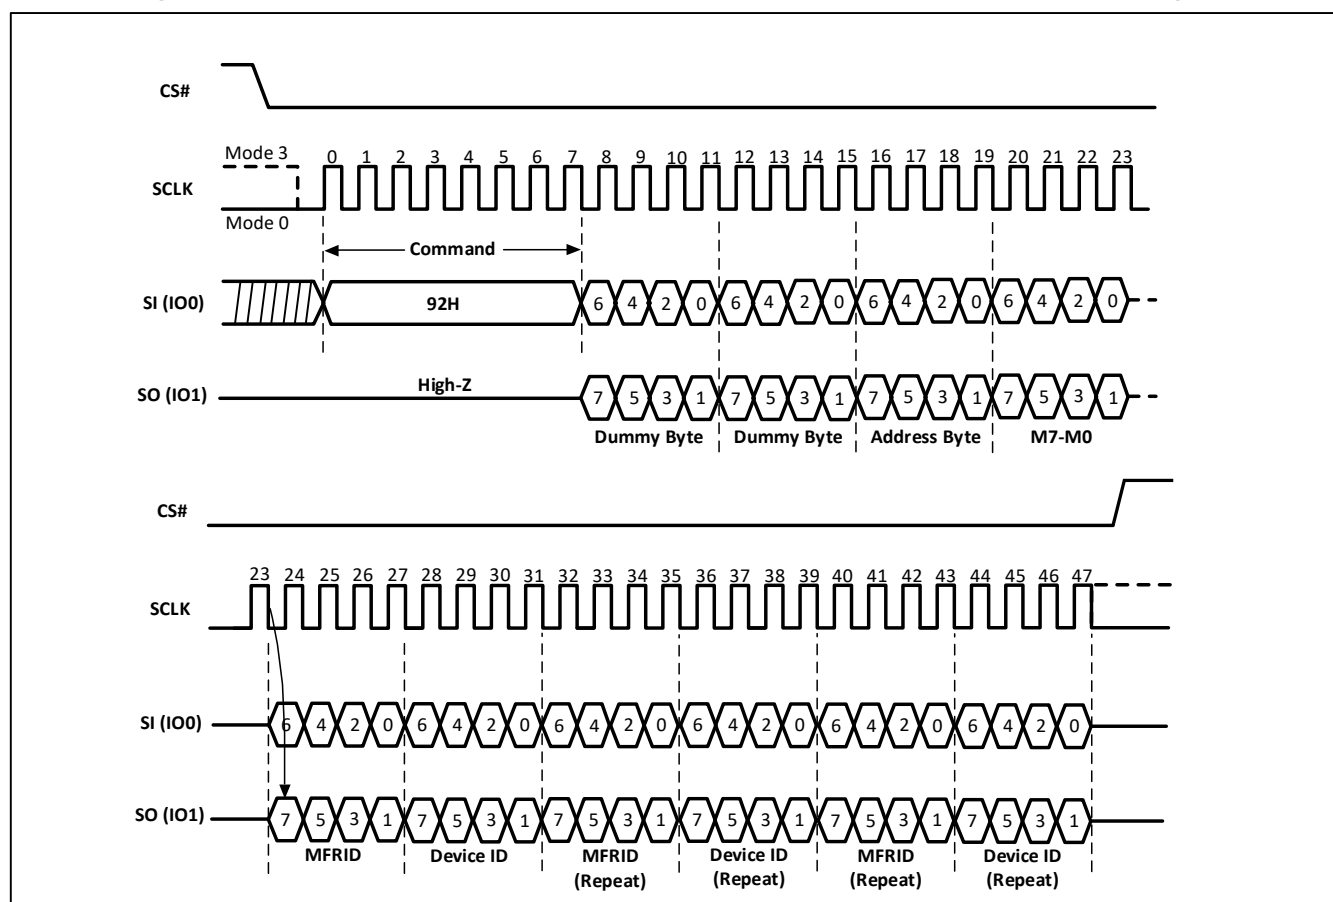 CS#
Mode 3
0 1 2 3 4 5 6 7 8 9 10 11 12 13 14 15 16 17 18 19 20 21 22 23
SCLK
Mode 0
Command
SI (IO0) 92H 6 4 2 0 6 4 2 0 6 4 2 0 6 4 2 0
High-Z
SO (IO1) 7 5 3 1 7 5 3 1 7 5 3 1 7 5 3 1
Dummy Byte Dummy Byte Address Byte M7-M0
CS#
23 24 25 26 27 28 29 30 31 32 33 34 35 36 37 38 39 40 41 42 43 44 45 46 47
SCLK
SI (IO0) 6 4 2 0 6 4 2 0 6 4 2 0 6 4 2 0 6 4 2 0 6 4 2 0
SO (IO1) 7 5 3 1 7 5 3 1 7 5 3 1 7 5 3 1 7 5 3 1 7 5 3 1
MFRID Device ID MFRID Device ID MFRID Device ID
(Repeat) (Repeat) (Repeat) (Repeat)